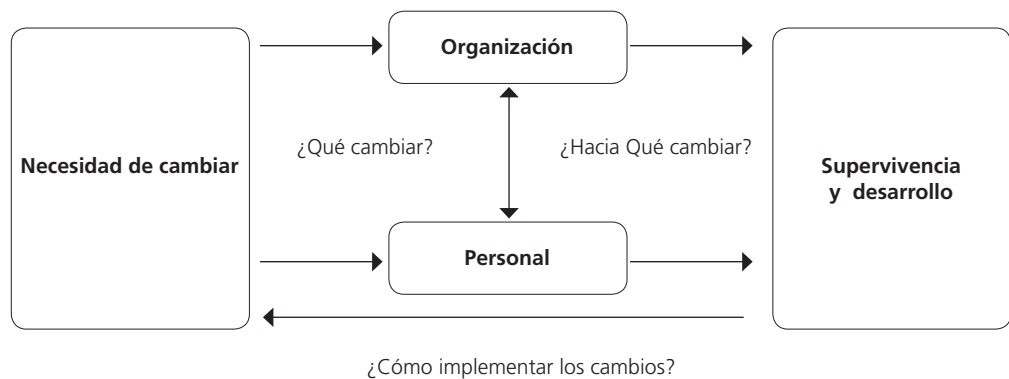 Organización
¿Qué cambiar?
¿Hacia Qué cambiar?
Necesidad de cambiar
Supervivencia
y desarrollo
Personal
¿Cómo implementar los cambios?